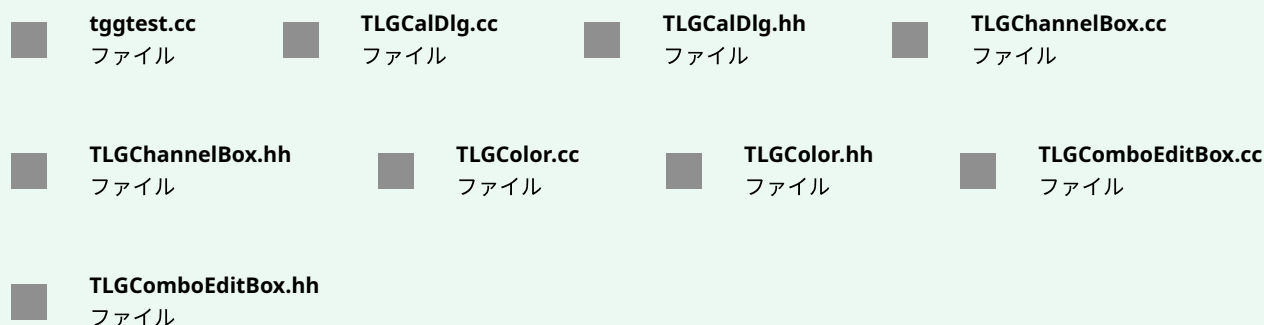 tggtest.cc
ファイル
TLGCalDlg.cc
ファイル
TLGCalDlg.hh
ファイル
TLGChannelBox.cc
ファイル
TLGChannelBox.hh
ファイル
TLGColor.cc
ファイル
TLGColor.hh
ファイル
TLGComboEditBox.cc
ファイル
TLGComboEditBox.hh
ファイル